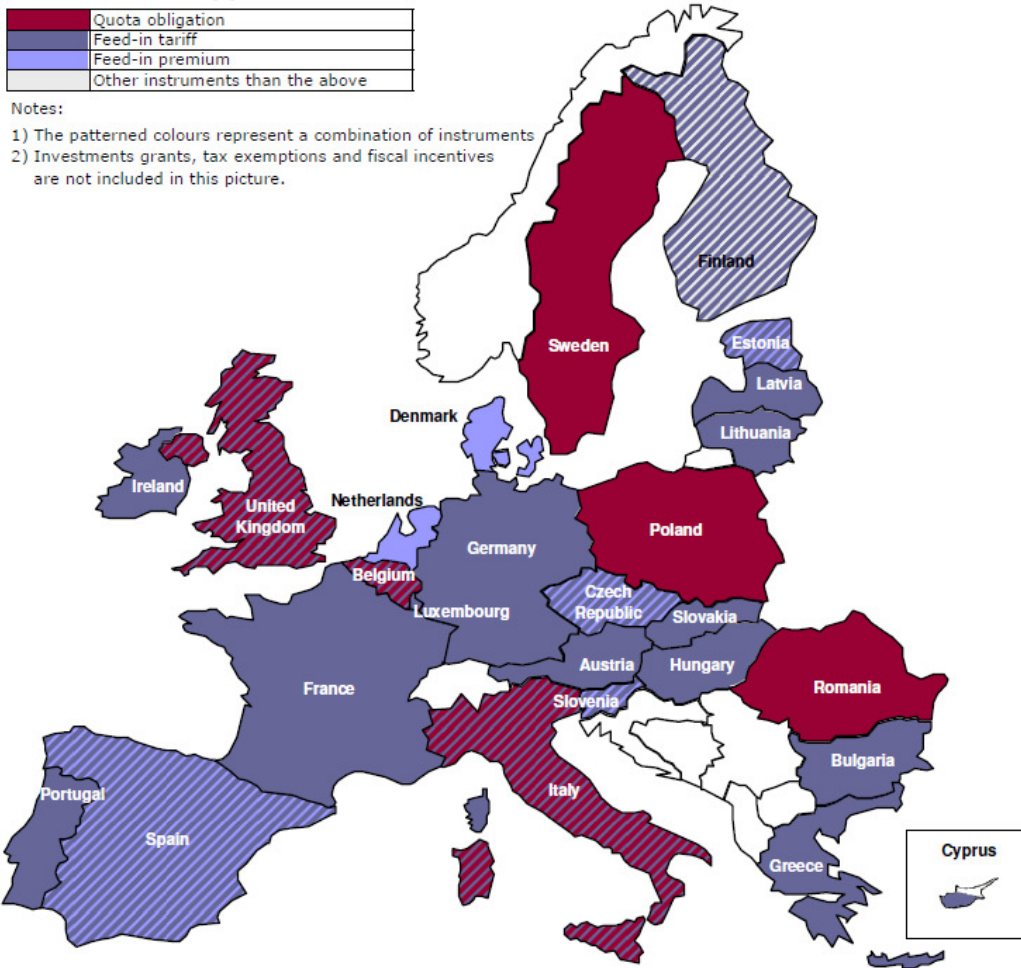 Quota obligation
Feed-in tariff
Feed-in premium
Other instruments than the above
Notes:
1) The patterned colours represent a combination of instruments
2) Investments grants, tax exemptions and fiscal incentives
are not included in this picture.
Finland
Estonia
Sweden
Latvia
Denmark
Lithuania
Ireland
Netherlands
United
Kingdom
Poland
Germany
Belgium
Czech
Republic
Luxembourg
Slovakia
Austria
Hungary
France
Slovenia
Romania
Bulgaria
Italy
Portugal
Spain
Cyprus
Greece